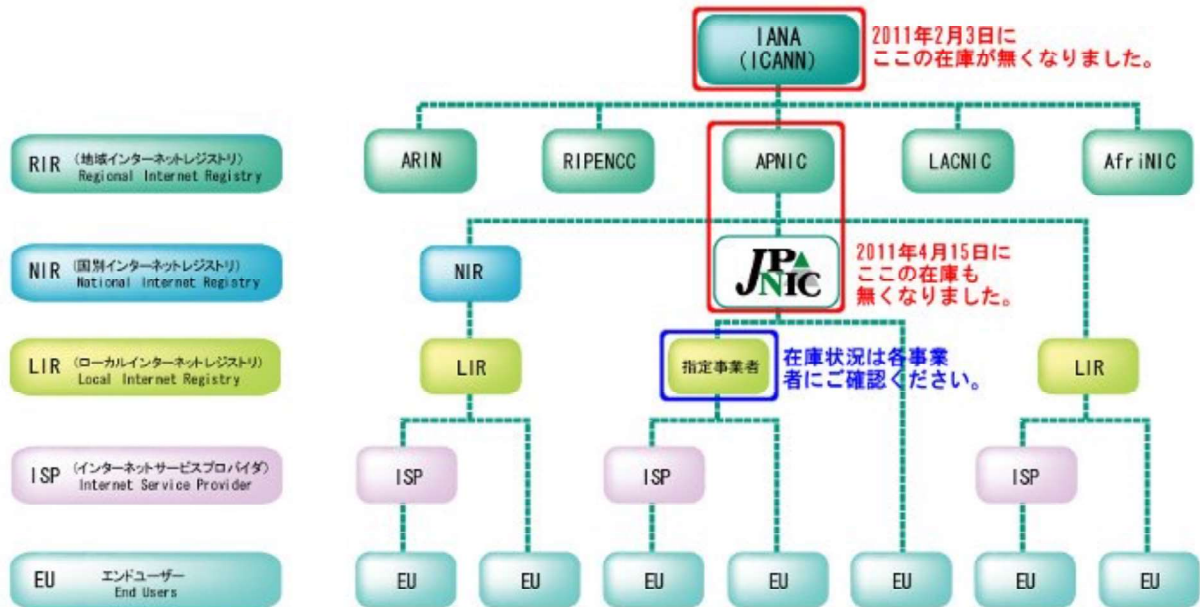 IANA
(ICANN)
2011年2月3日に
ここの在庫が無くなりました。
RIR (地域インターネットレジストリ)
Regional Internet Registry
ARIN
RIPENCC
APNIC
LACNIC
AfriNIC
NIR (国別インターネットレジストリ)
National Internet Registry
NIR
JPNIC
2011年4月15日に
ここの在庫も
無くなりました。
LIR (ローカルインターネットレジストリ)
Local Internet Registry
LIR
指定事業者
在庫状況は各事業
者にご確認ください。
LIR
ISP (インターネットサービスプロバイダ)
Internet Service Provider
ISP
ISP
ISP
EU エンドユーザー
End Users
EU
EU
EU
EU
EU
EU
EU